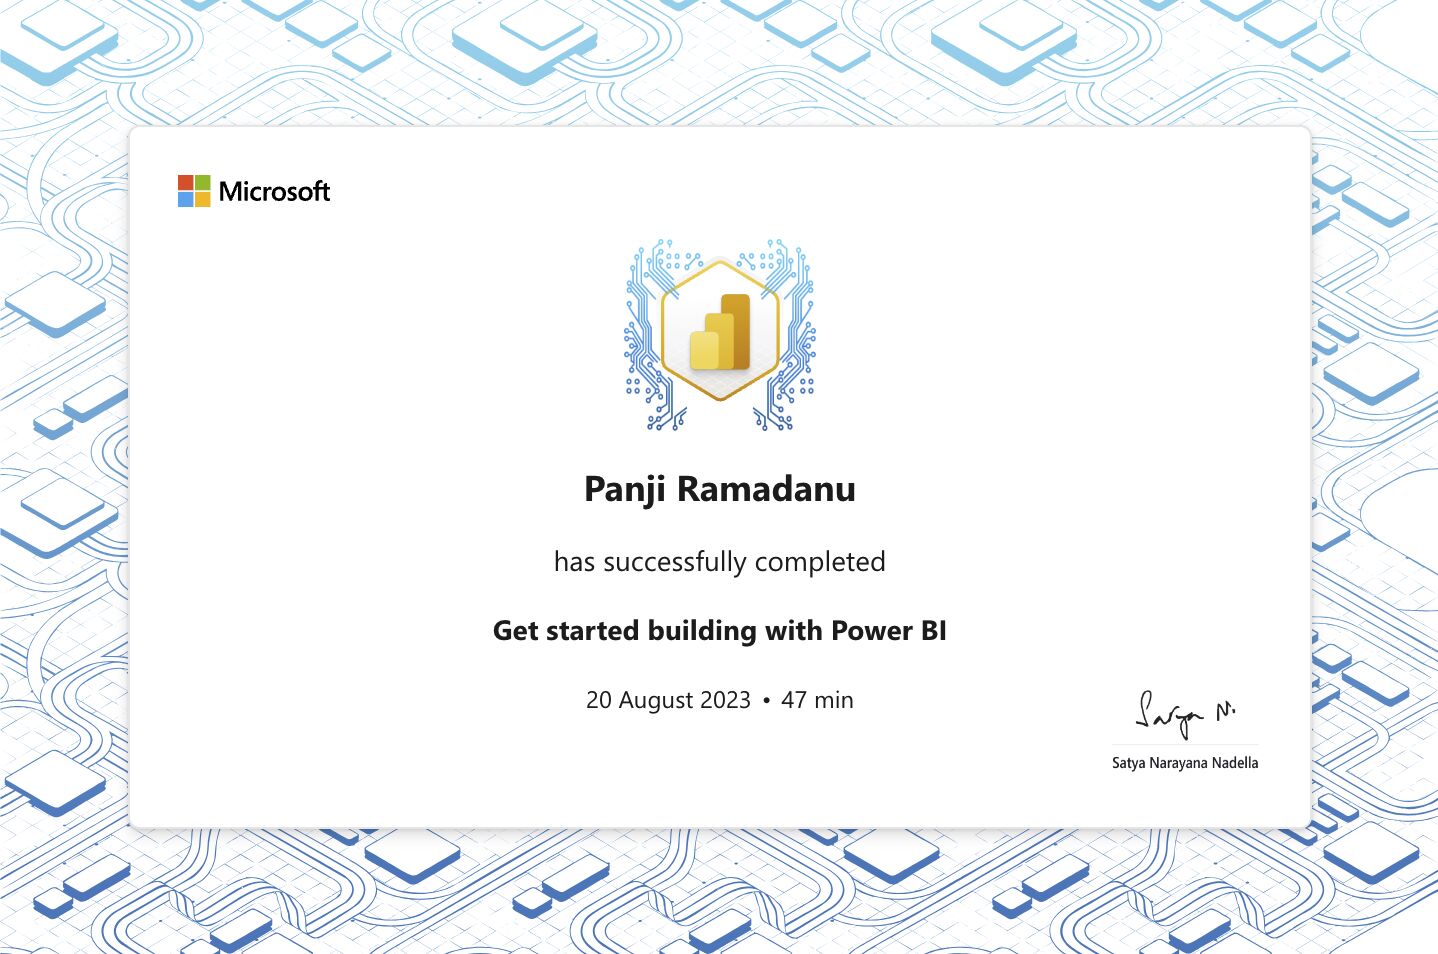 Microsoft
Panji Ramadanu
has successfully completed
Get started building with Power BI
20 August 2023 • 47 min
Satya N.
Satya Narayana Nadella